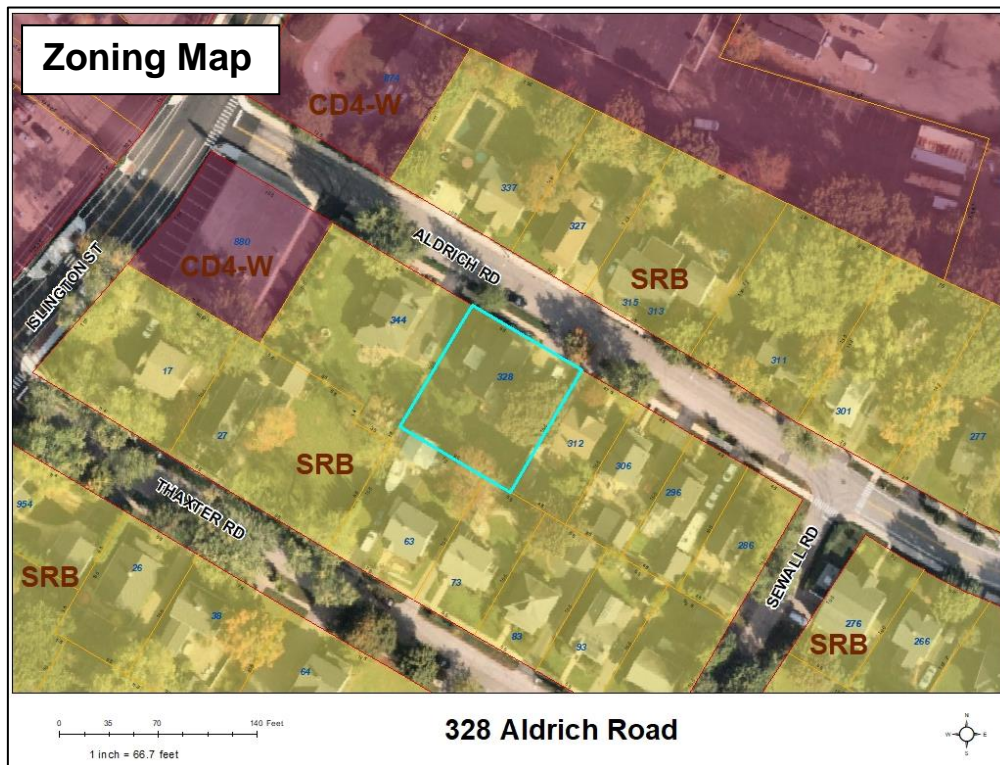 Zoning Map
874
CD4-W
ISLINGTON ST
880
CD4-W
337
327
ALDRICH RD
SRB
315
313
311
301
277
344
328
312
306
296
286
17
27
SRB
THAXTER RD
63
73
83
93
SEWALL RD
276
266
SRB
954
SRB
26
38
64
0 35 70 140 Feet
1 inch = 66.7 feet
328 Aldrich Road
N
W E
S